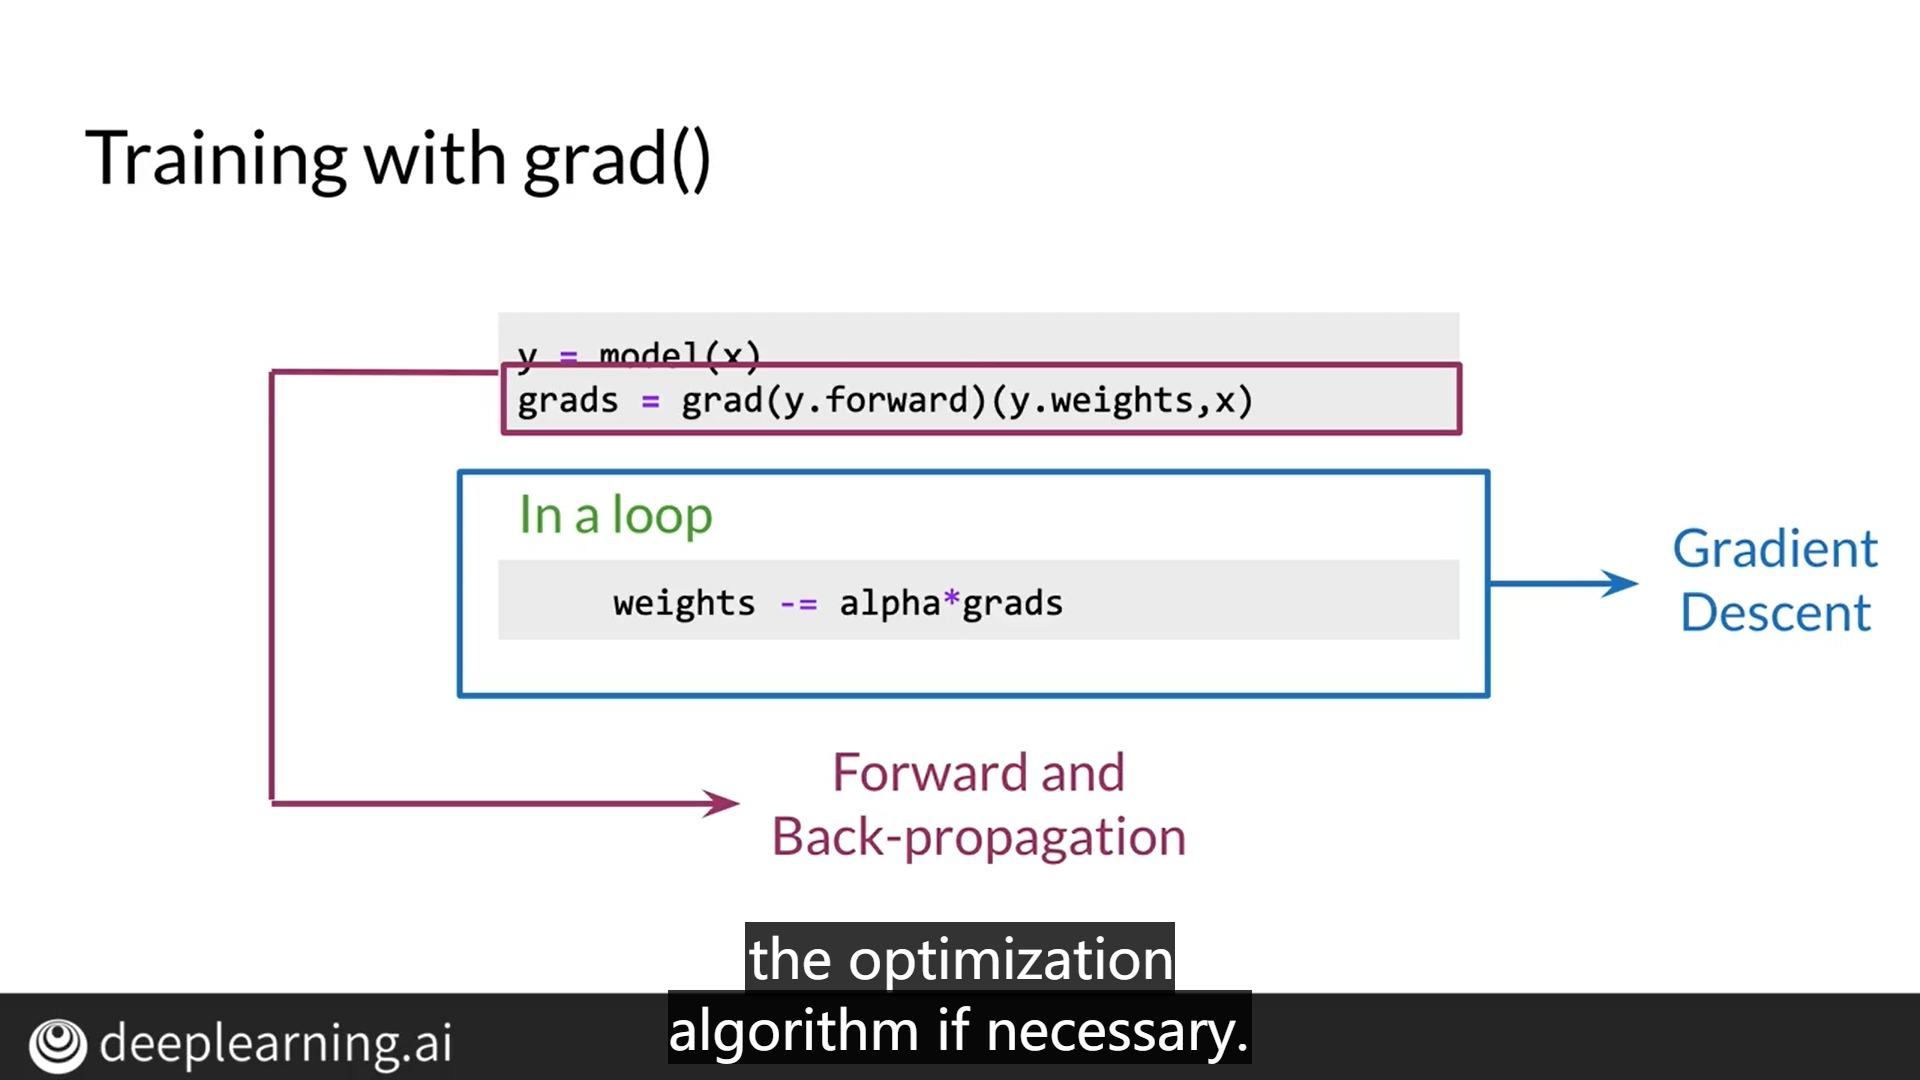 Training with grad()
y = model(x)
grads = grad(y.forward)(y.weights,x)
In a loop
weights -= alpha*grads
Gradient
Descent
Forward and
Back-propagation
the optimization
algorithm if necessary.
deeplearning.ai